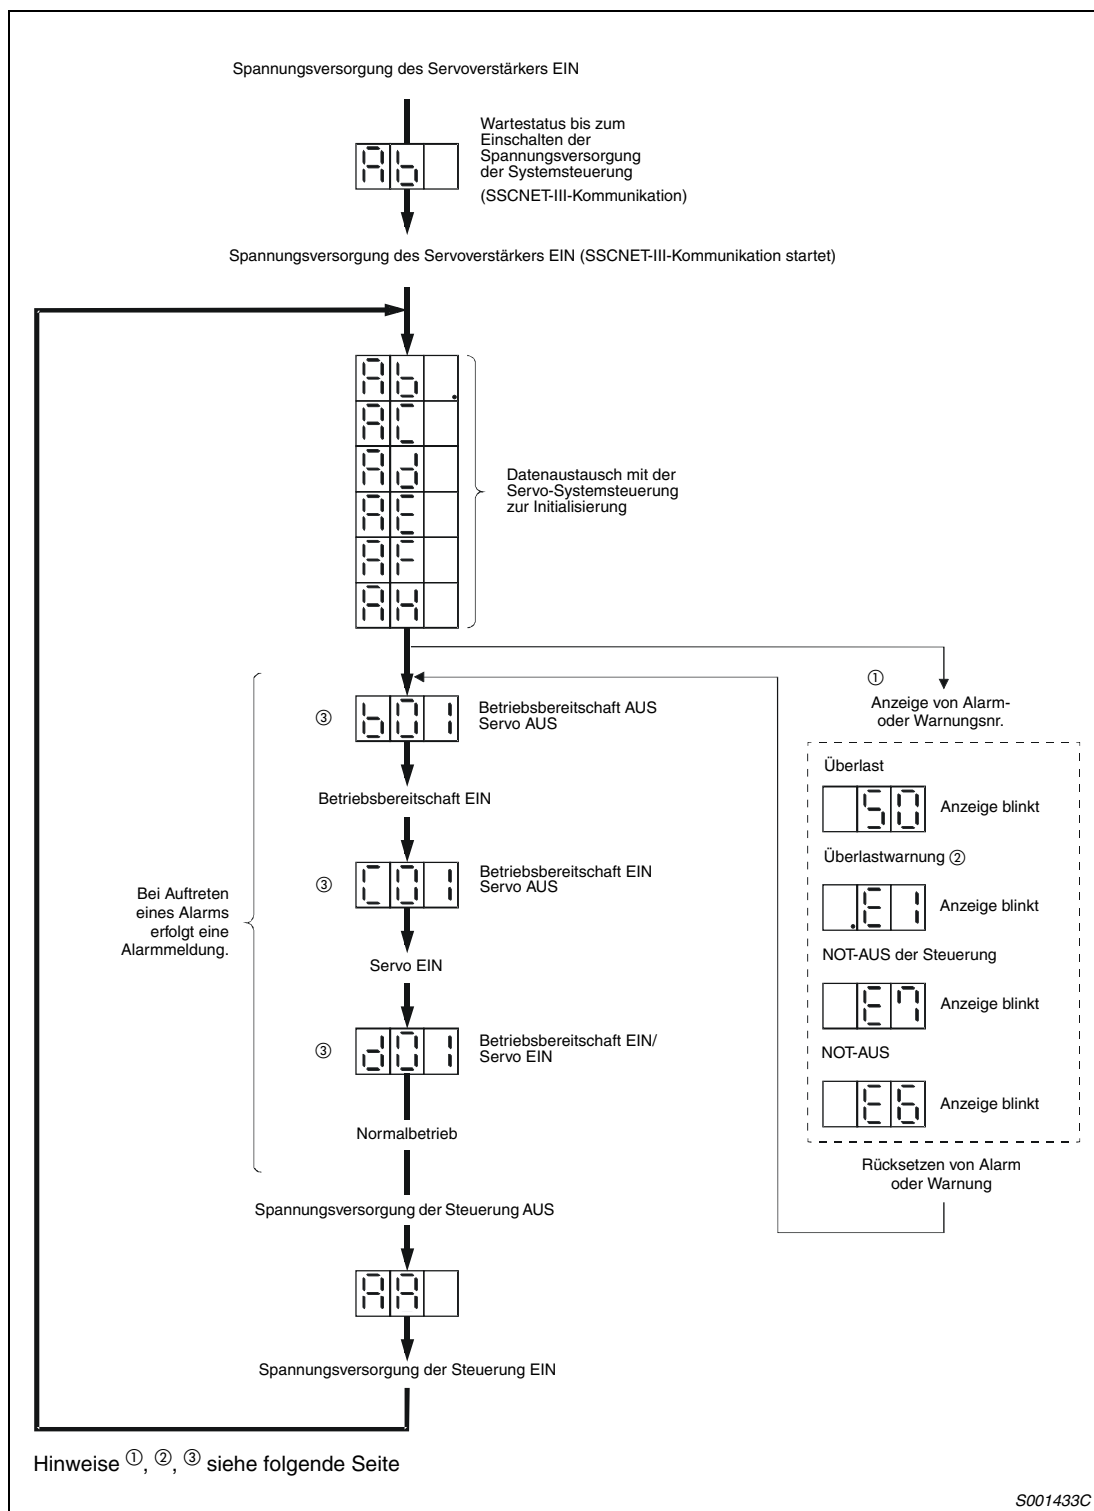 Spannungsversorgung des Servoverstärkers EIN
Wartestatus bis zum
Einschalten der
Spannungsversorgung
der Systemsteuerung
(SSCNET-III-Kommunikation)
Ab
Spannungsversorgung des Servoverstärkers EIN (SSCNET-III-Kommunikation startet)
Ab.
AC
Ad
AE
AF
AH
Datenaustausch mit der
Servo-Systemsteuerung
zur Initialisierung
Bei Auftreten
eines Alarms
erfolgt eine
Alarmmeldung.
③ b01
Betriebsbereitschaft AUS
Servo AUS
Betriebsbereitschaft EIN
③ C01
Betriebsbereitschaft EIN
Servo AUS
Servo EIN
③ d01
Betriebsbereitschaft EIN/
Servo EIN
Normalbetrieb
Spannungsversorgung der Steuerung AUS
AA
Spannungsversorgung der Steuerung EIN
①
Anzeige von Alarm-
oder Warnungsnr.
Überlast
50 Anzeige blinkt
Überlastwarnung ②
.E1 Anzeige blinkt
NOT-AUS der Steuerung
E7 Anzeige blinkt
NOT-AUS
E6 Anzeige blinkt
Rücksetzen von Alarm
oder Warnung
Hinweise ①, ②, ③ siehe folgende Seite
S001433C